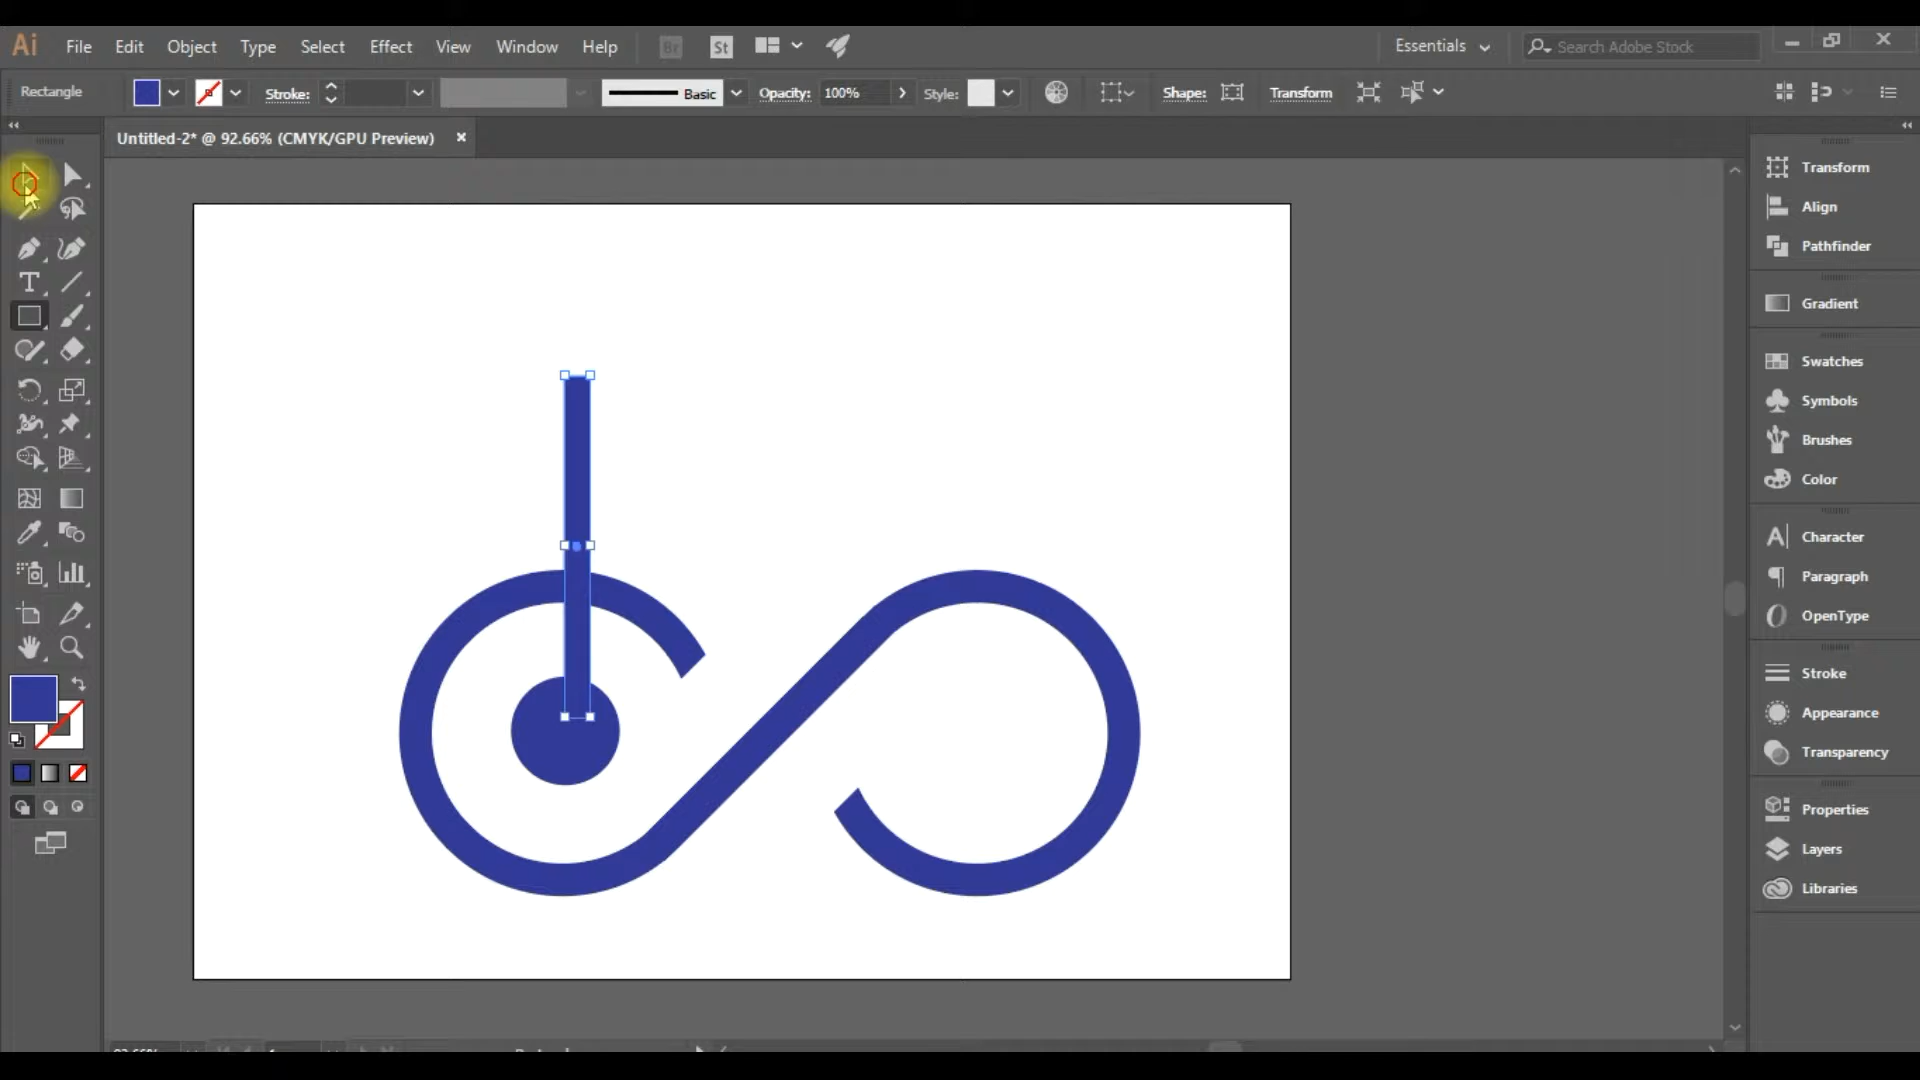 Ai File Edit Object Type Select Effect View Window Help Br St Essentials Search Adobe Stock
Rectangle Stroke: Basic Opacity: 100% Style: Shape: Transform
Untitled-2* @ 92.66% (CMYK/GPU Preview)
Transform
Align
Pathfinder
Gradient
Swatches
Symbols
Brushes
Color
Character
Paragraph
OpenType
Stroke
Appearance
Transparency
Properties
Layers
Libraries